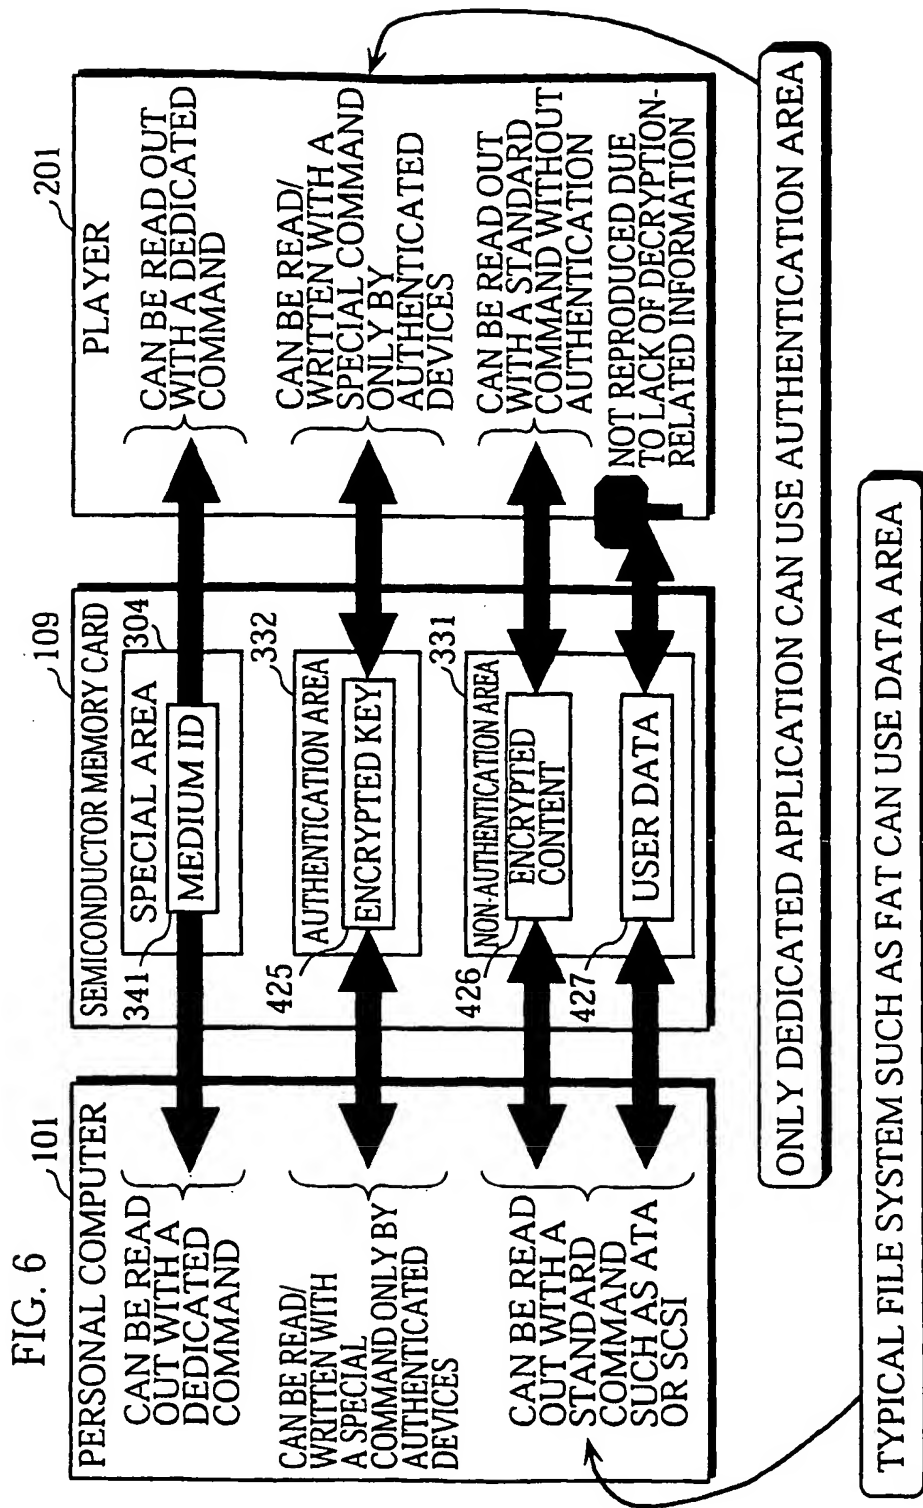 FIG. 6
PERSONAL COMPUTER
101
CAN BE READ
OUT WITH A
DEDICATED
COMMAND
CAN BE READ/
WRITTEN WITH
A SPECIAL
COMMAND ONLY BY
AUTHENTICATED
DEVICES
CAN BE READ
OUT WITH A
STANDARD
COMMAND
SUCH AS ATA
OR SCSI
SEMICONDUCTOR MEMORY CARD
109
341
SPECIAL AREA
304
MEDIUM ID
332
425
AUTHENTICATION AREA
ENCRYPTED KEY
331
NON-AUTHENTICATION AREA
426
ENCRYPTED
CONTENT
427
USER DATA
PLAYER
201
CAN BE READ OUT
WITH A DEDICATED
COMMAND
CAN BE READ/
WRITTEN WITH A
SPECIAL COMMAND
ONLY BY
AUTHENTICATED
DEVICES
CAN BE READ OUT
WITH A STANDARD
COMMAND WITHOUT
AUTHENTICATION
NOT REPRODUCED DUE
TO LACK OF DECRYPTION-
RELATED INFORMATION
ONLY DEDICATED APPLICATION CAN USE AUTHENTICATION AREA
TYPICAL FILE SYSTEM SUCH AS FAT CAN USE DATA AREA